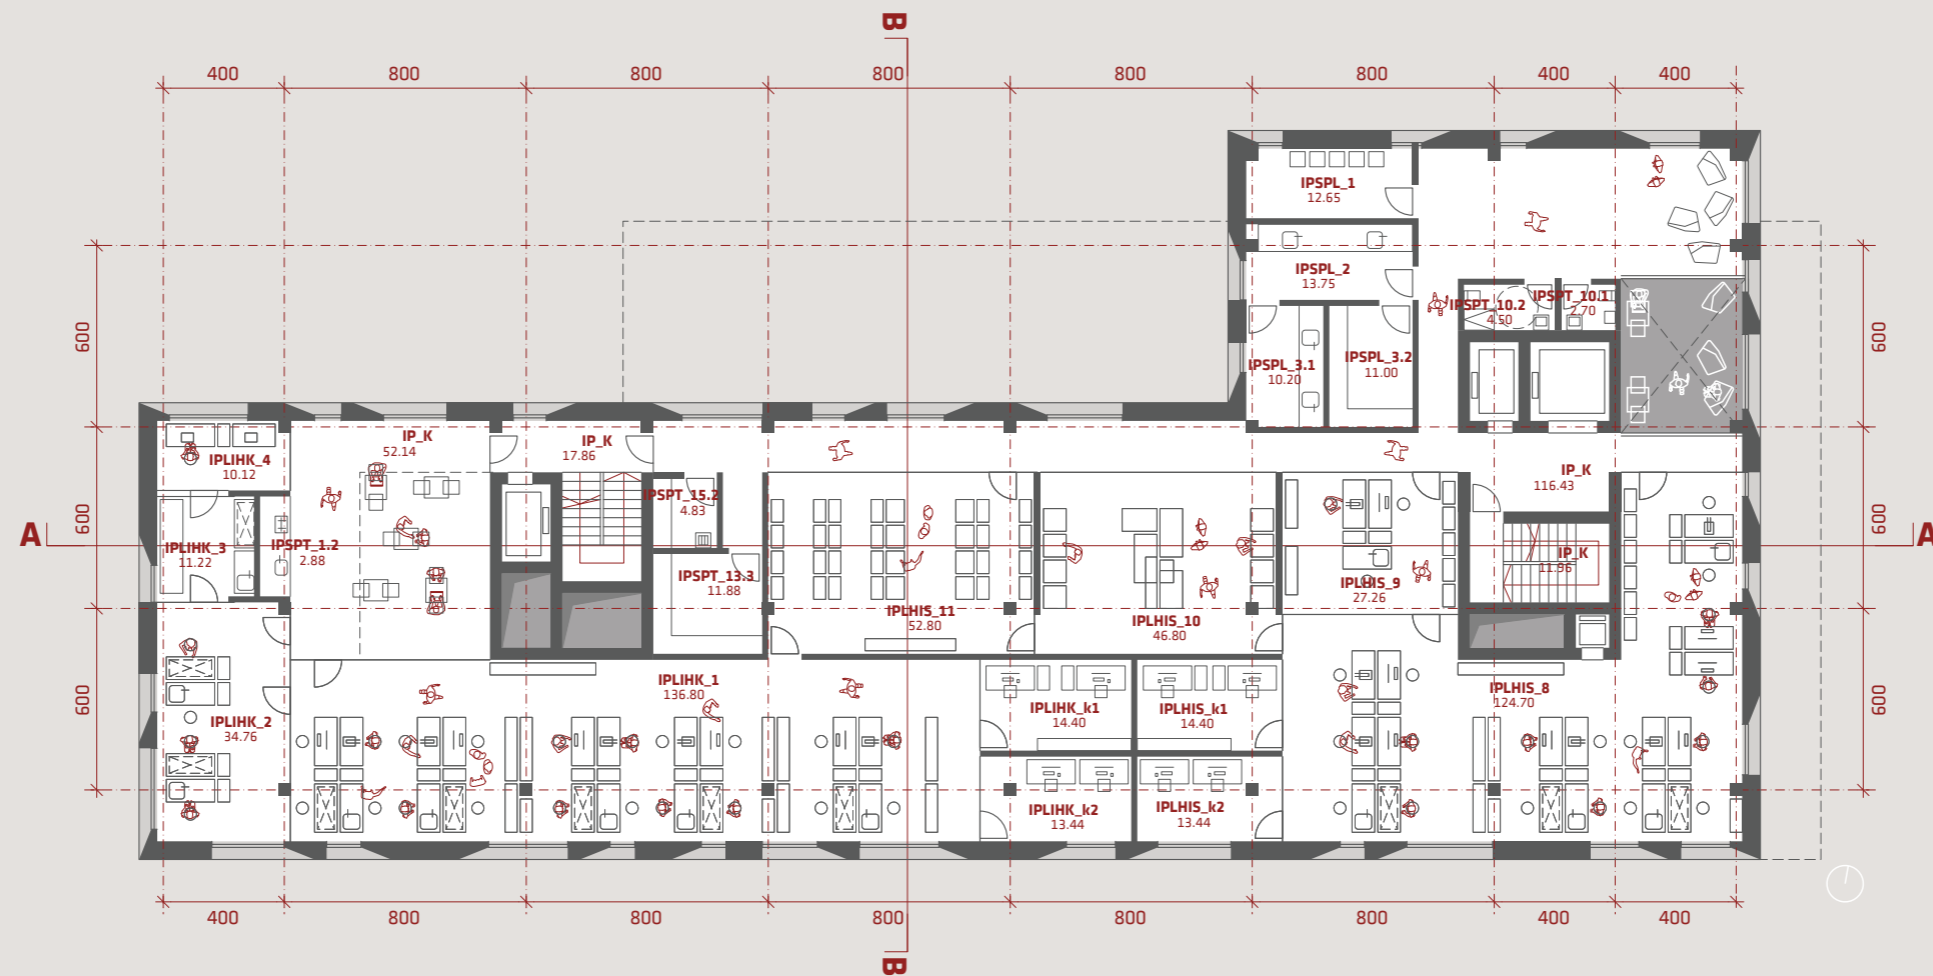 B
400 800 800 800 800 800 400 400
IPSPL_1
12.65
IPSPL_2
13.75
IPSPT_10.2
4.50
IPSPT_10.1
2.70
600
600
IPSPL_3.1
10.20
IPSPL_3.2
11.00
IP_K
52.14
IP_K
17.86
IPLIHK_4
10.12
IP_K
116.43
IPSPT_15.2
4.83
600
600
A
A
IPLIHK_3
11.22
IPSPT_1.2
2.88
IP_K
11.96
IPSPT_13.3
11.88
IPLHIS_9
27.26
IPLHIS_11
52.80
IPLHIS_10
46.80
IPLIHK_1
136.80
IPLHIS_8
124.70
600
600
IPLIHK_2
34.76
IPLIHK_k1
14.40
IPLHIS_k1
14.40
IPLIHK_k2
13.44
IPLHIS_k2
13.44
400 800 800 800 800 800 400 400
B